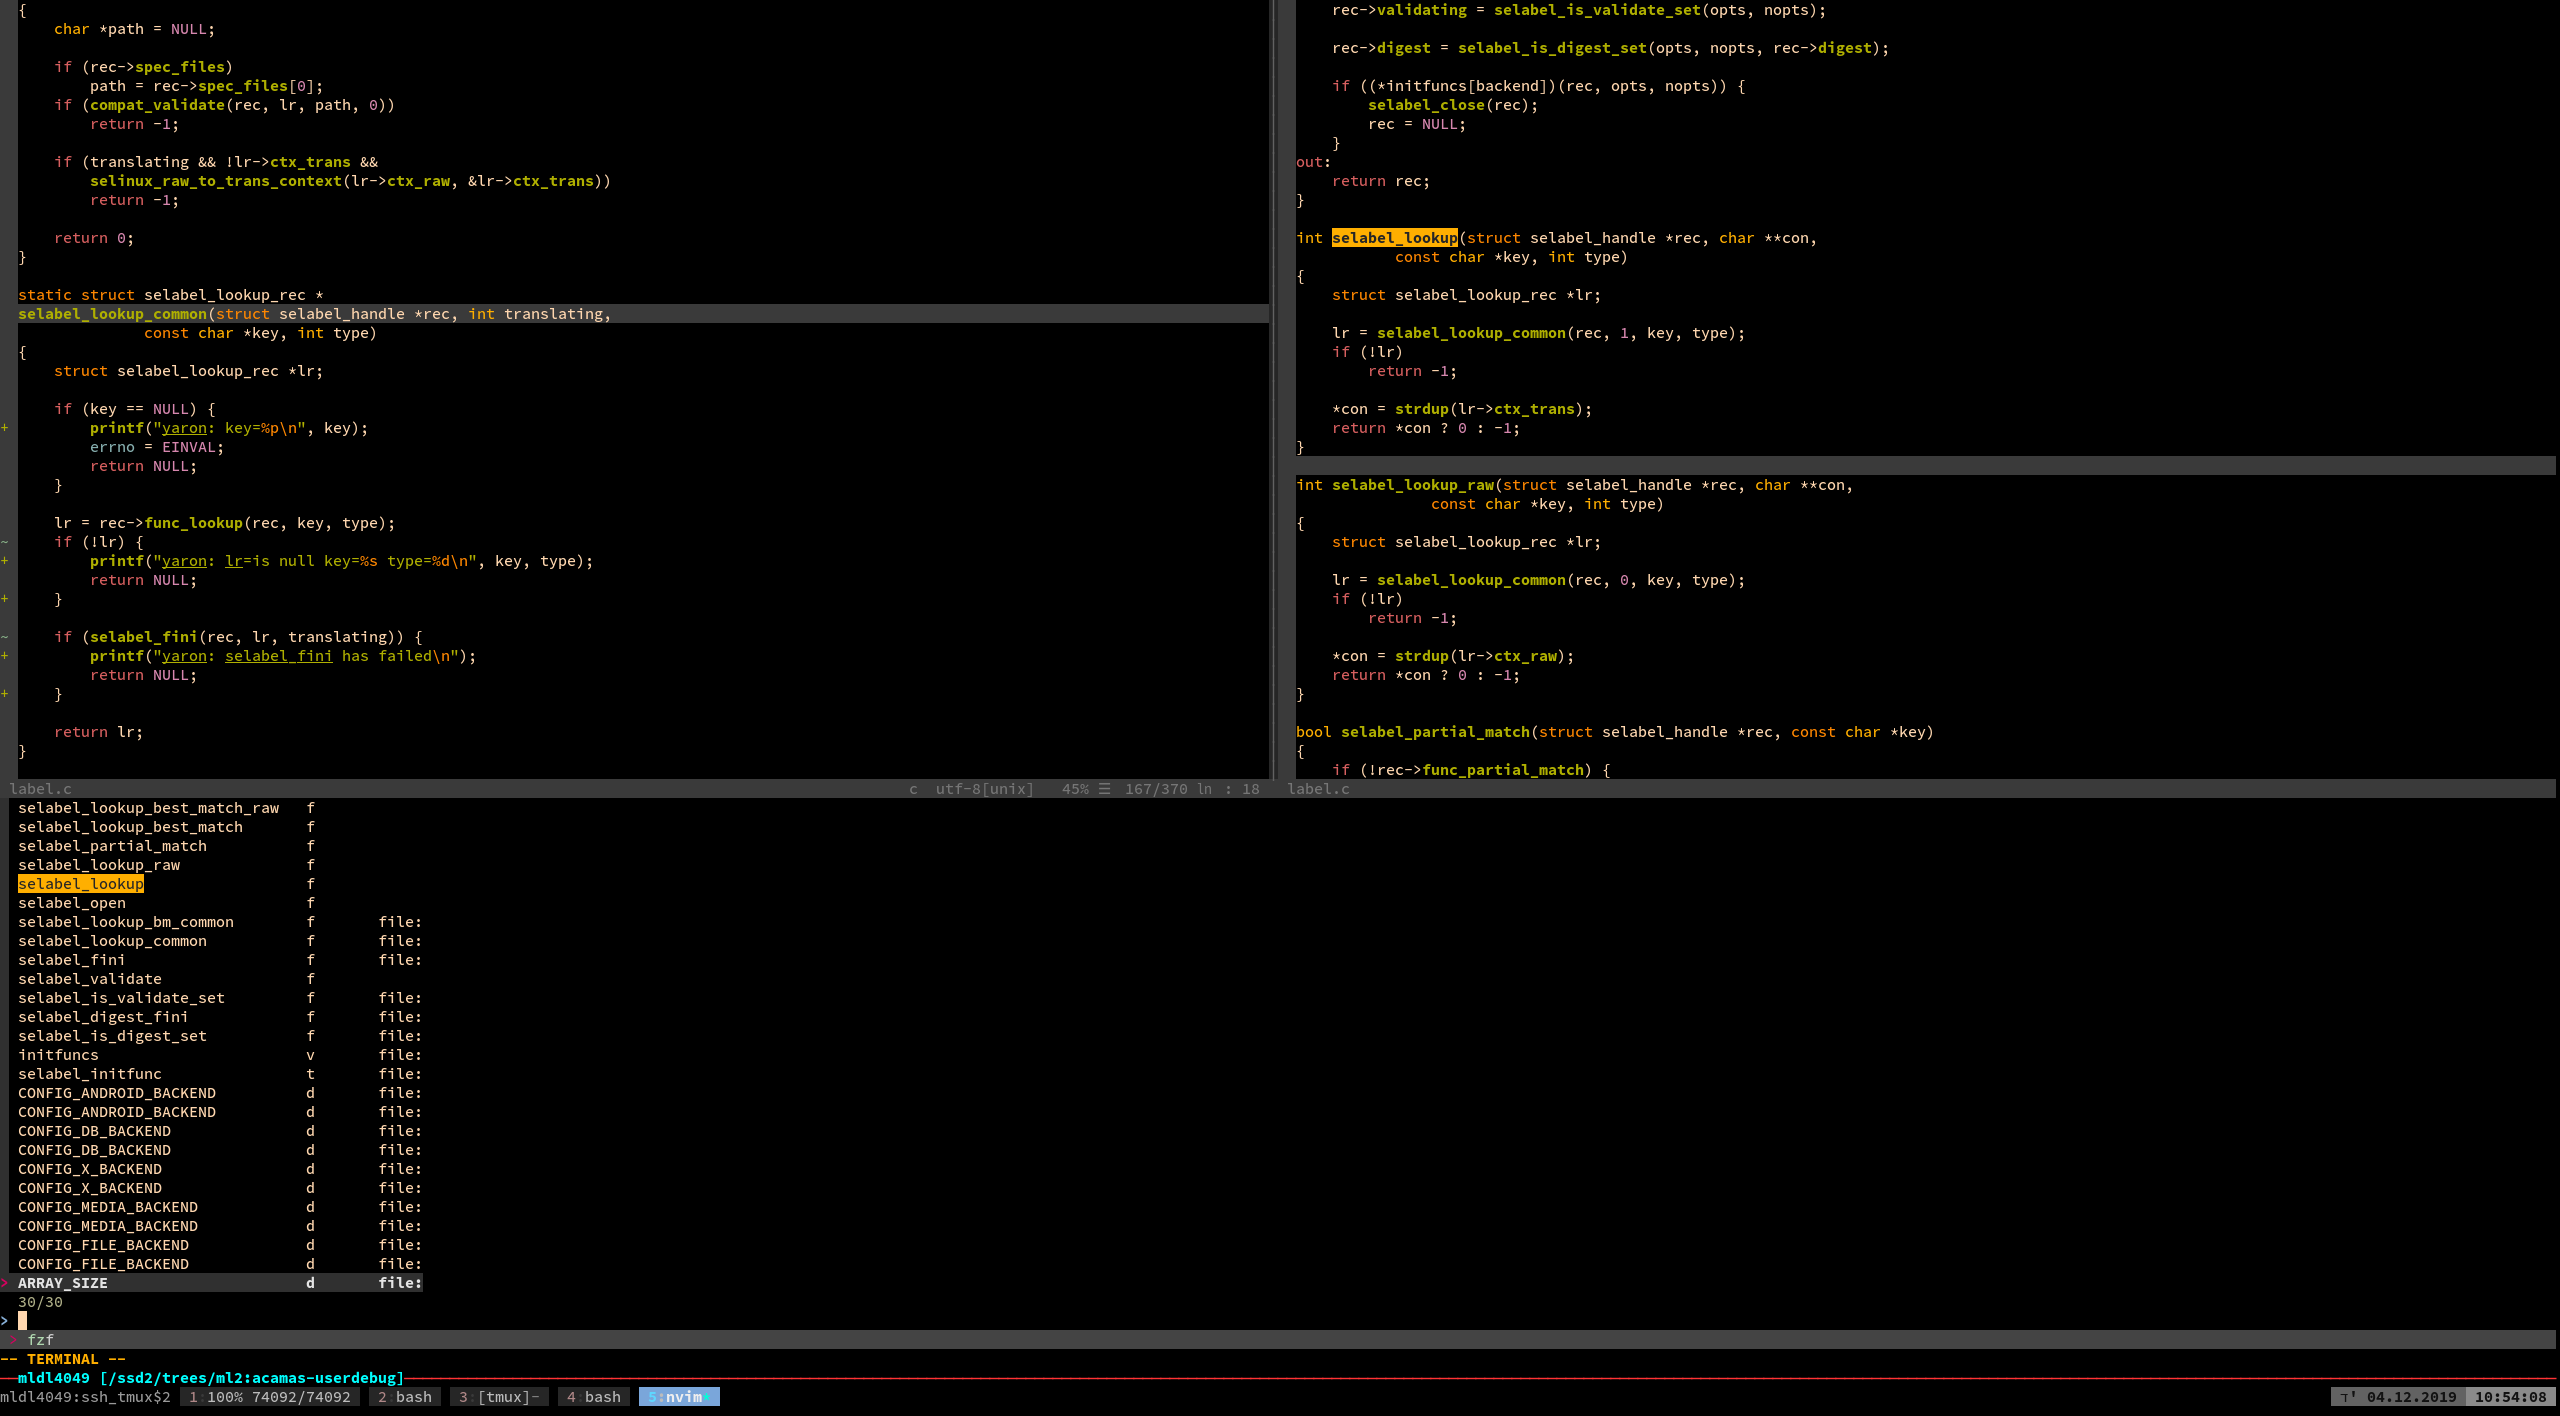 {
    char *path = NULL;

    if (rec->spec_files)
        path = rec->spec_files[0];
    if (compat_validate(rec, lr, path, 0))
        return -1;

    if (translating && !lr->ctx_trans &&
        selinux_raw_to_trans_context(lr->ctx_raw, &lr->ctx_trans))
        return -1;

    return 0;
}

static struct selabel_lookup_rec *
selabel_lookup_common(struct selabel_handle *rec, int translating,
              const char *key, int type)
{
    struct selabel_lookup_rec *lr;

    if (key == NULL) {
+        printf("yaron: key=%p\n", key);
        errno = EINVAL;
        return NULL;
    }

    lr = rec->func_lookup(rec, key, type);
~    if (!lr) {
+        printf("yaron: lr=is null key=%s type=%d\n", key, type);
        return NULL;
+    }

~    if (selabel_fini(rec, lr, translating)) {
+        printf("yaron: selabel_fini has failed\n");
        return NULL;
+    }

    return lr;
}
label.c c utf-8[unix] 45% ☰ 167/370 ln : 18
    rec->validating = selabel_is_validate_set(opts, nopts);

    rec->digest = selabel_is_digest_set(opts, nopts, rec->digest);

    if ((*initfuncs[backend])(rec, opts, nopts)) {
        selabel_close(rec);
        rec = NULL;
    }
out:
    return rec;
}

int selabel_lookup(struct selabel_handle *rec, char **con,
           const char *key, int type)
{
    struct selabel_lookup_rec *lr;

    lr = selabel_lookup_common(rec, 1, key, type);
    if (!lr)
        return -1;

    *con = strdup(lr->ctx_trans);
    return *con ? 0 : -1;
}

int selabel_lookup_raw(struct selabel_handle *rec, char **con,
               const char *key, int type)
{
    struct selabel_lookup_rec *lr;

    lr = selabel_lookup_common(rec, 0, key, type);
    if (!lr)
        return -1;

    *con = strdup(lr->ctx_raw);
    return *con ? 0 : -1;
}

bool selabel_partial_match(struct selabel_handle *rec, const char *key)
{
    if (!rec->func_partial_match) {
label.c
selabel_lookup_best_match_raw f
selabel_lookup_best_match f
selabel_partial_match f
selabel_lookup_raw f
selabel_lookup f
selabel_open f
selabel_lookup_bm_common f file:
selabel_lookup_common f file:
selabel_fini f file:
selabel_validate f
selabel_is_validate_set f file:
selabel_digest_fini f file:
selabel_is_digest_set f file:
initfuncs v file:
selabel_initfunc t file:
CONFIG_ANDROID_BACKEND d file:
CONFIG_ANDROID_BACKEND d file:
CONFIG_DB_BACKEND d file:
CONFIG_DB_BACKEND d file:
CONFIG_X_BACKEND d file:
CONFIG_X_BACKEND d file:
CONFIG_MEDIA_BACKEND d file:
CONFIG_MEDIA_BACKEND d file:
CONFIG_FILE_BACKEND d file:
CONFIG_FILE_BACKEND d file:
> ARRAY_SIZE d file:
30/30
>
> fzf
-- TERMINAL --
mldl4049 [/ssd2/trees/ml2:acamas-userdebug]
mldl4049:ssh_tmux$2 1:100% 74092/74092 2:bash 3:[tmux]- 4:bash 5:nvim* ד' 04.12.2019 10:54:08